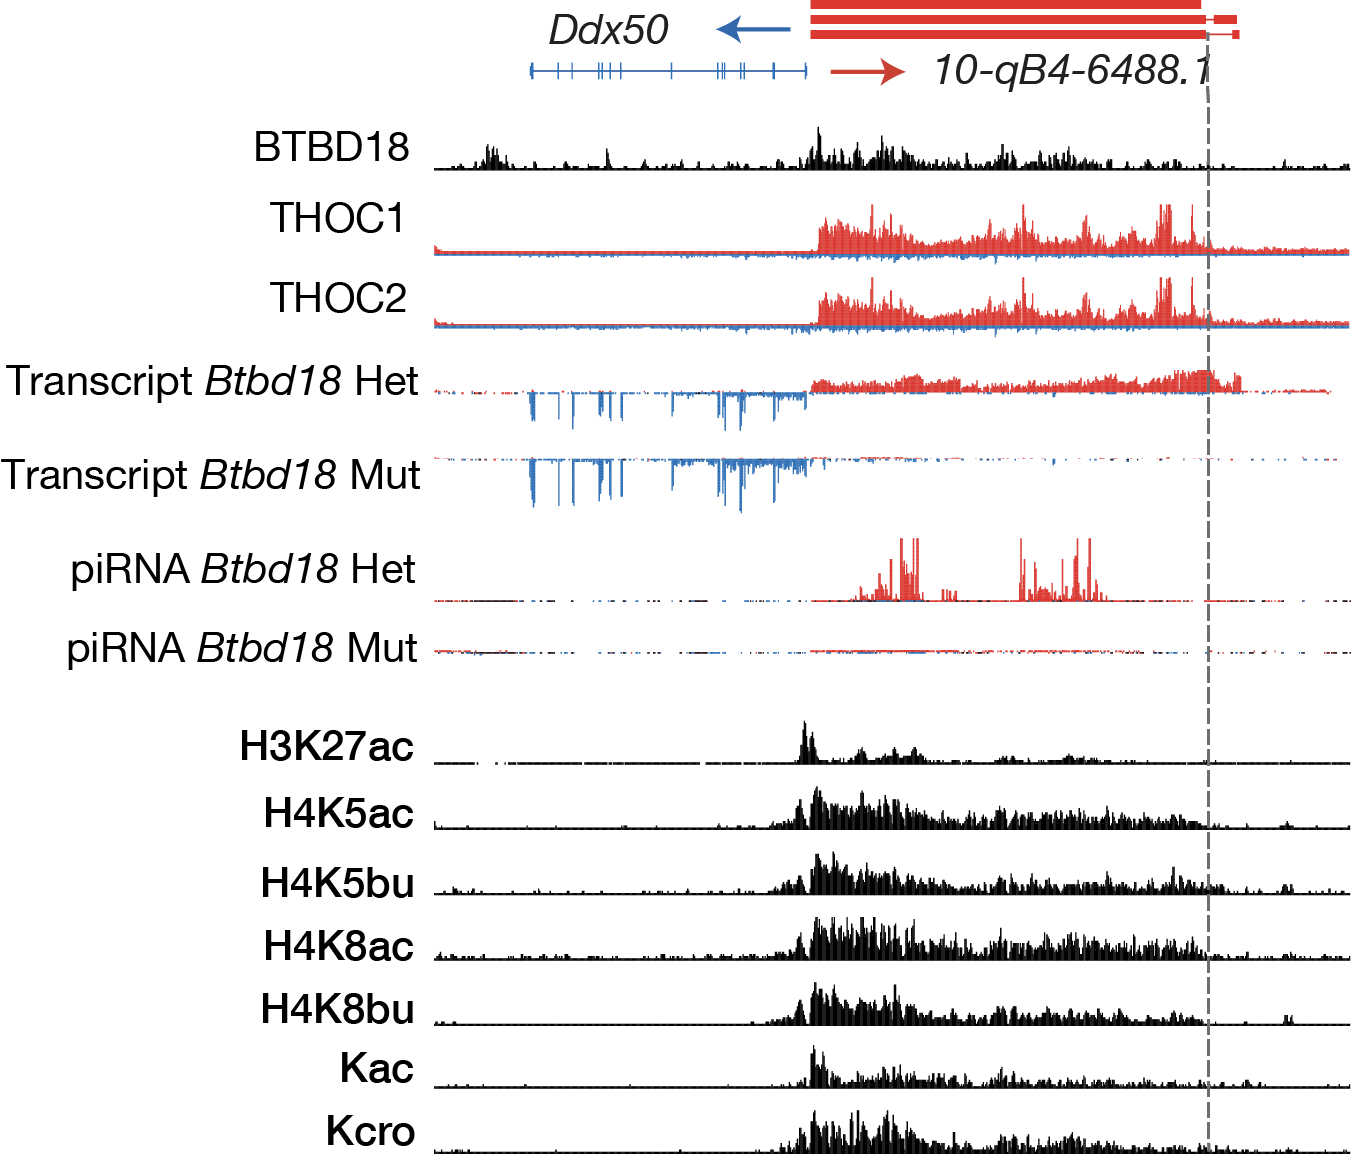 Ddx50
10-qB4-6488.1
BTBD18
THOC1
THOC2
Transcript Btbd18 Het
Transcript Btbd18 Mut
piRNA Btbd18 Het
piRNA Btbd18 Mut
H3K27ac
H4K5ac
H4K5bu
H4K8ac
H4K8bu
Kac
Kcro